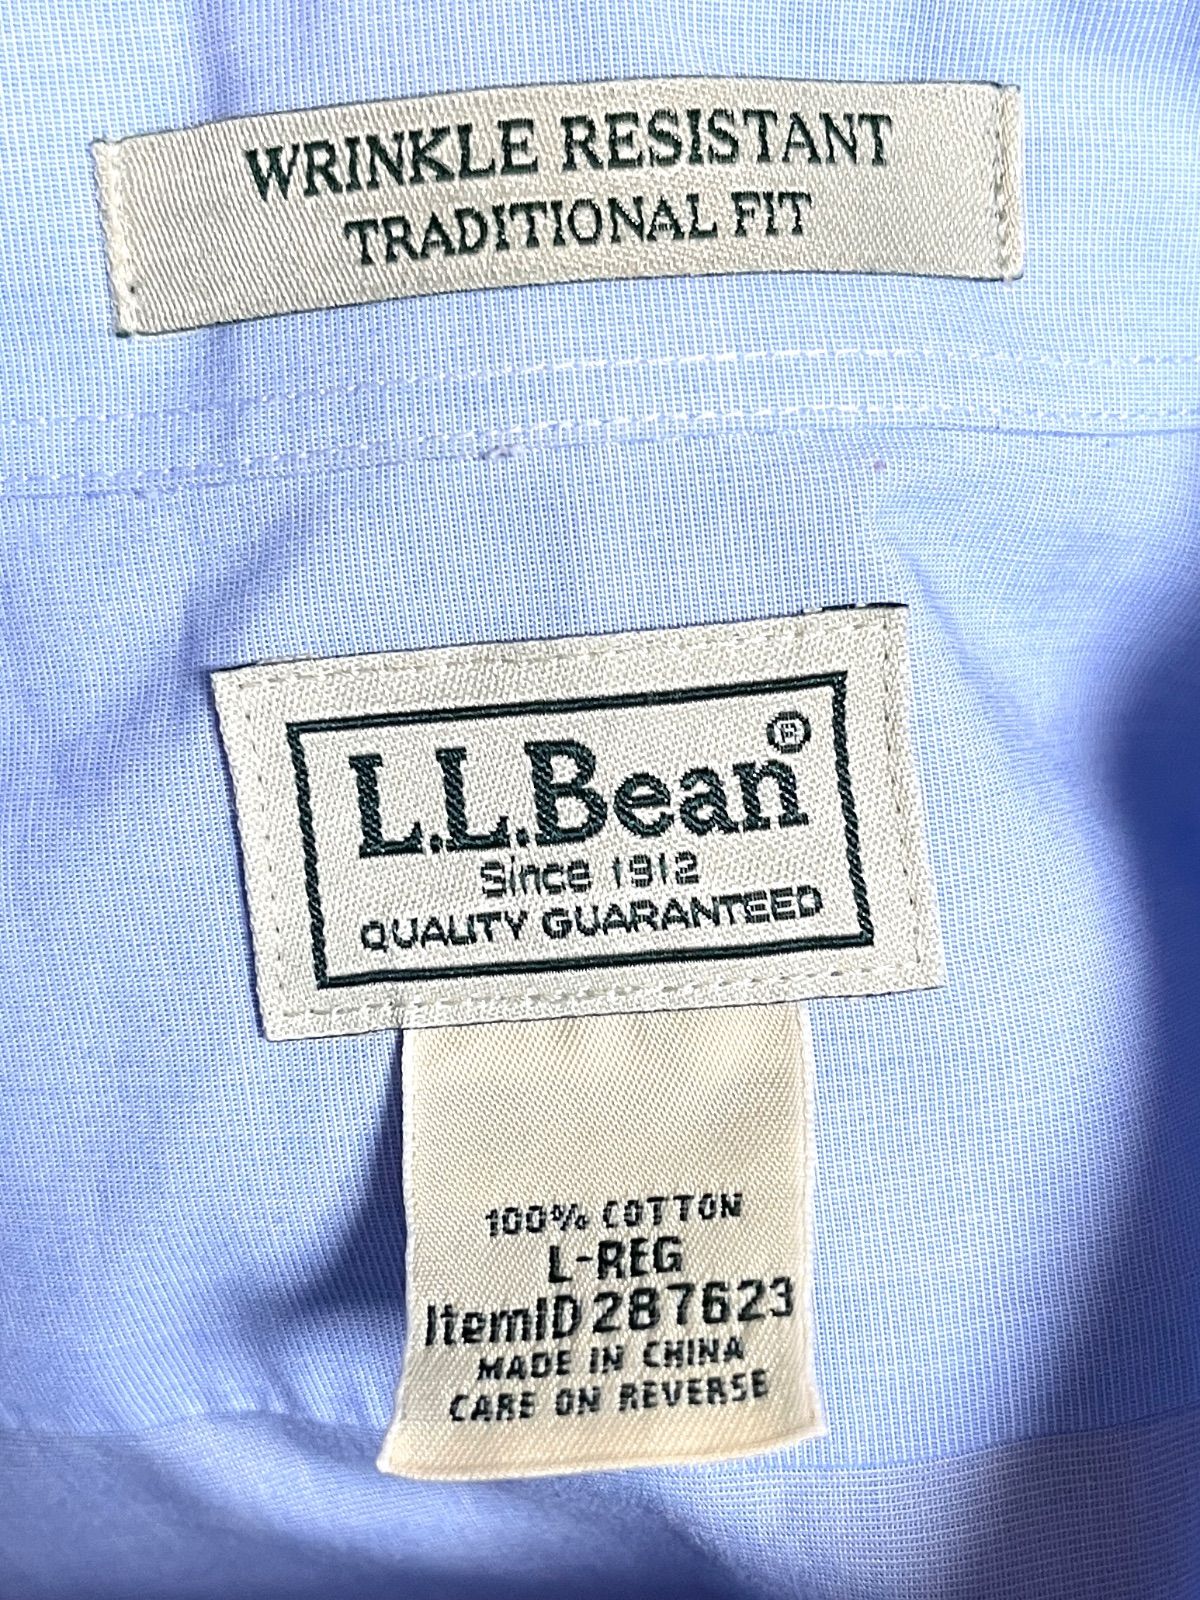 WRINKLE RESISTANT
TRADITIONAL FIT
L.L.Bean®
Since 1912
QUALITY GUARANTEED
100% COTTON
L-REG
ItemID 287623
MADE IN CHINA
CARE ON REVERSE